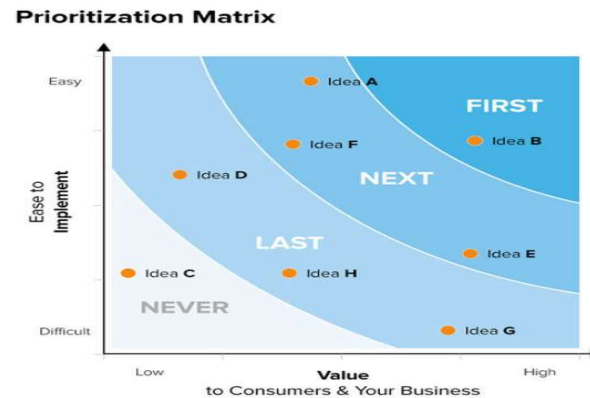 Prioritization Matrix
Easy
Idea A
FIRST
Idea B
Idea F
Idea D
NEXT
Ease to
Implement
LAST
Idea E
Idea C
Idea H
NEVER
Difficult
Idea G
Low
Value
High
to Consumers & Your Business